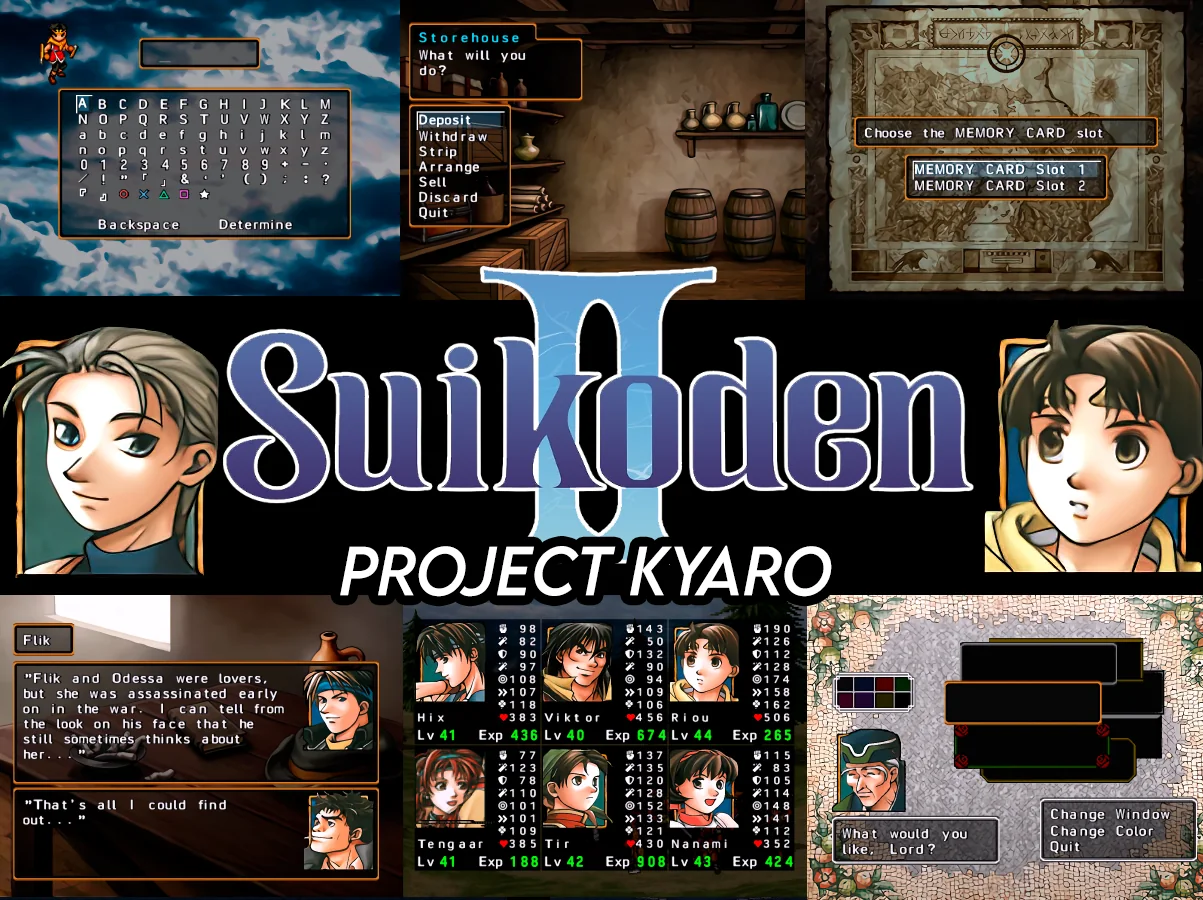 A B C D E F G H I J K L M
N O P Q R S T U V W X Y Z
a b c d e f g h i j k l m
n o p q r s t u v w x y z
0 1 2 3 4 5 6 7 8 9 + - ·
/ ! " 「 」 & ' ' ( ) ; : ?
『 』 ○ × △ □ ★
Backspace Determine
Storehouse
What will you
do?
Deposit
Withdraw
Strip
Arrange
Sell
Discard
Quit
Choose the MEMORY CARD slot
MEMORY CARD Slot 1
MEMORY CARD Slot 2
II
Suikoden
PROJECT KYARO
Flik
"Flik and Odessa were lovers,
but she was assassinated early
on in the war. I can tell from
the look on his face that he
still sometimes thinks about
her..."
"That's all I could find
out..."
98
82
90
97
108
107
118
Hix 383
Lv 41 Exp 436
143
50
132
90
94
109
106
Viktor 456
Lv 40 Exp 674
190
126
112
128
174
158
162
Riou 506
Lv 44 Exp 265
77
123
78
110
101
101
109
Tengaar 385
Lv 41 Exp 188
137
135
120
128
152
133
121
Tir 430
Lv 42 Exp 908
115
83
105
114
148
141
112
Nanami 352
Lv 43 Exp 424
What would you
like, Lord?
Change Window
Change Color
Quit